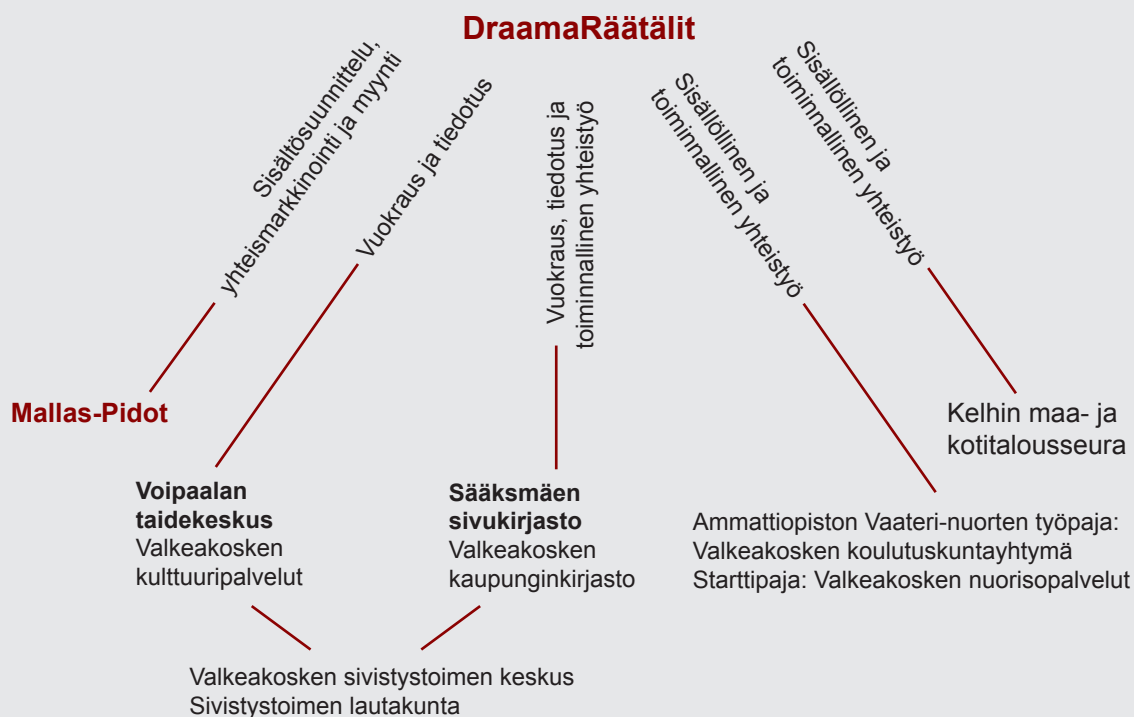 DraamaRäätälit
Sisältösuunnittelu,
yhteismarkkinointi ja myynti
Vuokraus ja tiedotus
Vuokraus, tiedotus ja
toiminnallinen yhteistyö
Sisällöllinen ja
toiminnallinen yhteistyö
Sisällöllinen ja
toiminnallinen yhteistyö
Mallas-Pidot
Kelhin maa- ja
kotitalousseura
Voipaalan
taidekeskus
Valkeakosken
kulttuuripalvelut
Sääksmäen
sivukirjasto
Valkeakosken
kaupunginkirjasto
Ammattiopiston Vaateri-nuorten työpaja:
Valkeakosken koulutuskuntayhtymä
Starttipaja: Valkeakosken nuorisopalvelut
Valkeakosken sivistystoimen keskus
Sivistystoimen lautakunta